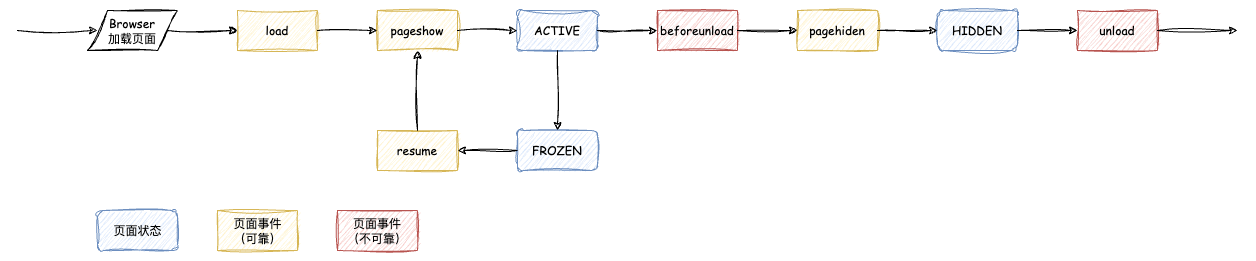 Browser
加载页面
load
pageshow
ACTIVE
beforeunload
pagehiden
HIDDEN
unload
resume
FROZEN
页面状态
页面事件
(可靠)
页面事件
(不可靠)